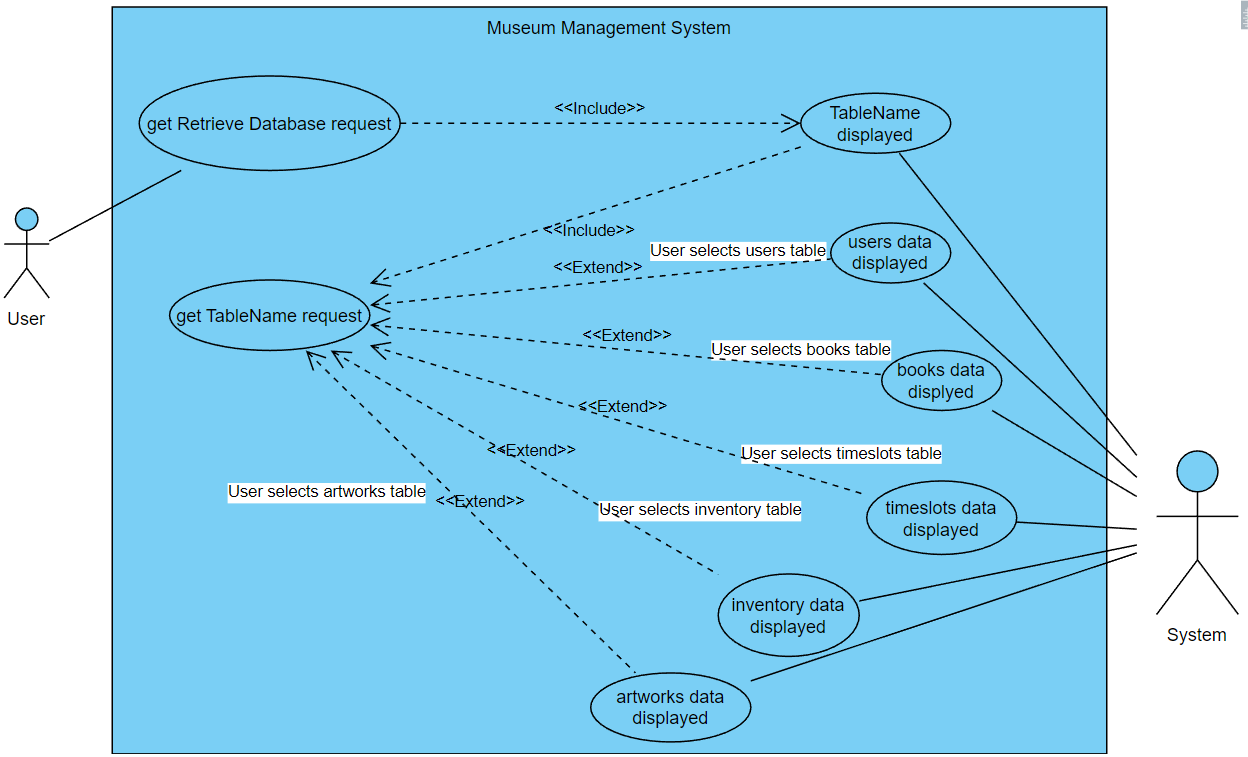 Museum Management System
get Retrieve Database request
<<Include>>
TableName
displayed
<<Include>>
User selects users table
users data
displayed
<<Extend>>
User
get TableName request
<<Extend>>
User selects books table
books data
displyed
<<Extend>>
User selects timeslots table
<<Extend>>
User selects artworks table
<<Extend>>
User selects inventory table
timeslots data
displayed
inventory data
displayed
System
artworks data
displayed